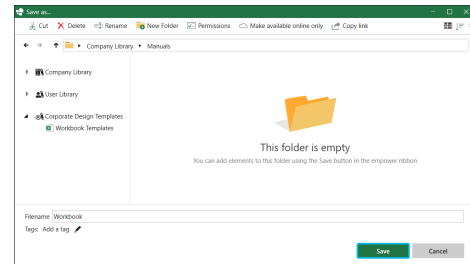 Save as...
Cut Delete Rename New Folder Permissions Make available online only Copy link
Company Library Manuals
Company Library
User Library
Corporate Design Templates
Workbook Templates
This folder is empty
You can add elements to this folder using the Save button in the empower ribbon
Filename Workbook
Tags: Add a tag
Save Cancel